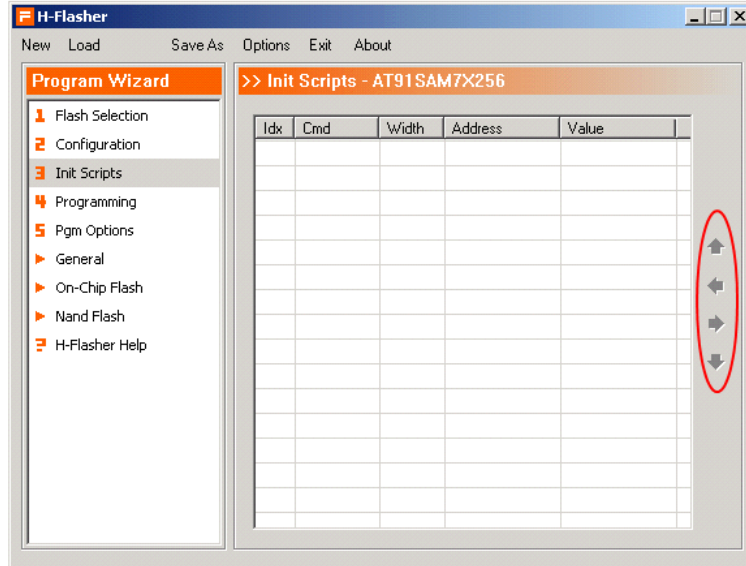 H-Flasher
New Load Save As Options Exit About
Program Wizard
1 Flash Selection
2 Configuration
3 Init Scripts
4 Programming
5 Pgm Options
General
On-Chip Flash
Nand Flash
? H-Flasher Help
>> Init Scripts - AT91SAM7X256
Idx Cmd Width Address Value